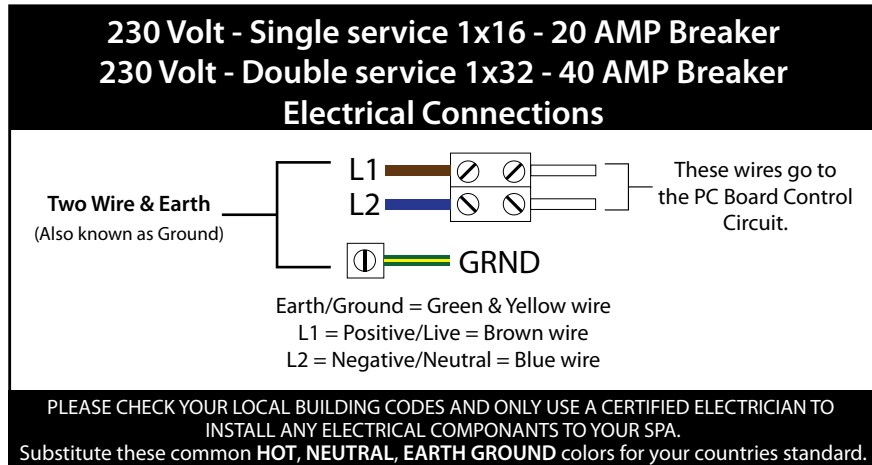 230 Volt - Single service 1x16 - 20 AMP Breaker
230 Volt - Double service 1x32 - 40 AMP Breaker
Electrical Connections
Two Wire & Earth
(Also known as Ground)
L1
L2
GRND
These wires go to
the PC Board Control
Circuit.
Earth/Ground = Green & Yellow wire
L1 = Positive/Live = Brown wire
L2 = Negative/Neutral = Blue wire
PLEASE CHECK YOUR LOCAL BUILDING CODES AND ONLY USE A CERTIFIED ELECTRICIAN TO
INSTALL ANY ELECTRICAL COMPONANTS TO YOUR SPA.
Substitute these common HOT, NEUTRAL, EARTH GROUND colors for your countries standard.